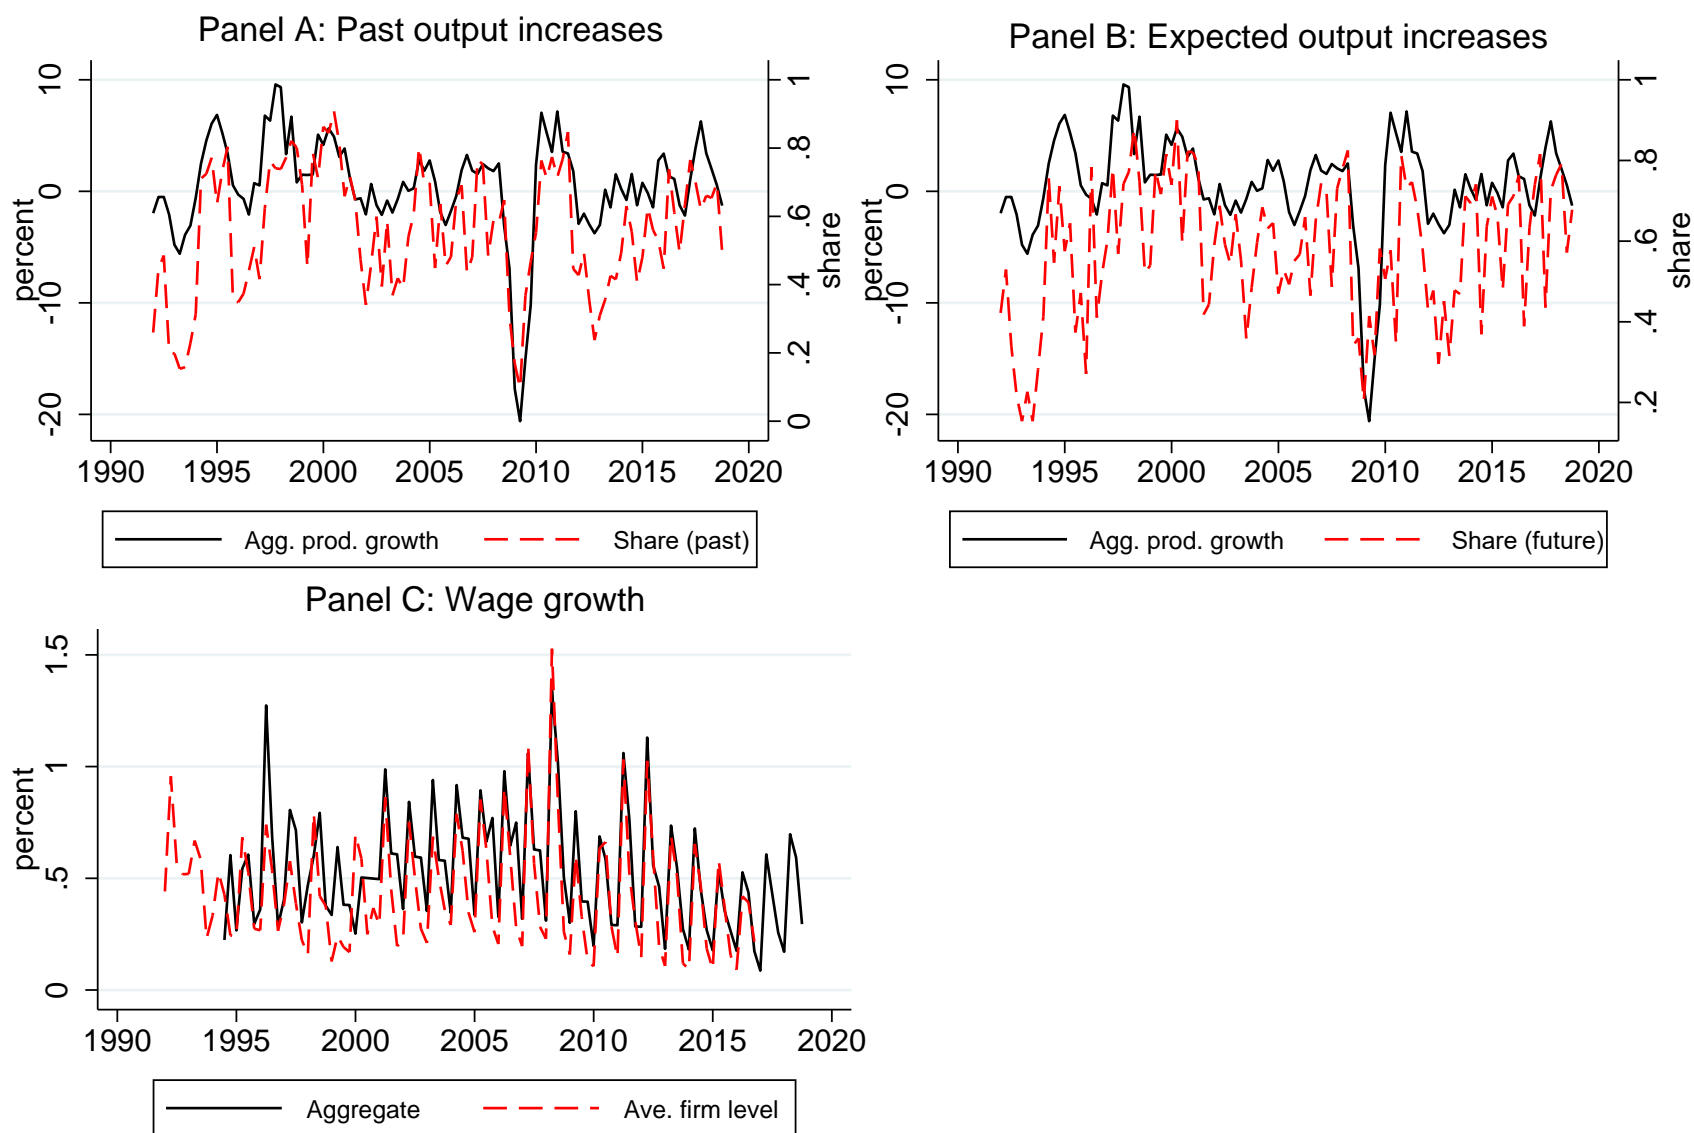 Panel A: Past output increases
10
0
-10
-20
percent
1
.8
.6
.4
.2
0
share
1990 1995 2000 2005 2010 2015 2020
Agg. prod. growth Share (past)
Panel B: Expected output increases
10
0
-10
-20
percent
1
.8
.6
.4
.2
share
1990 1995 2000 2005 2010 2015 2020
Agg. prod. growth Share (future)
Panel C: Wage growth
1.5
1
.5
0
percent
1990 1995 2000 2005 2010 2015 2020
Aggregate Ave. firm level